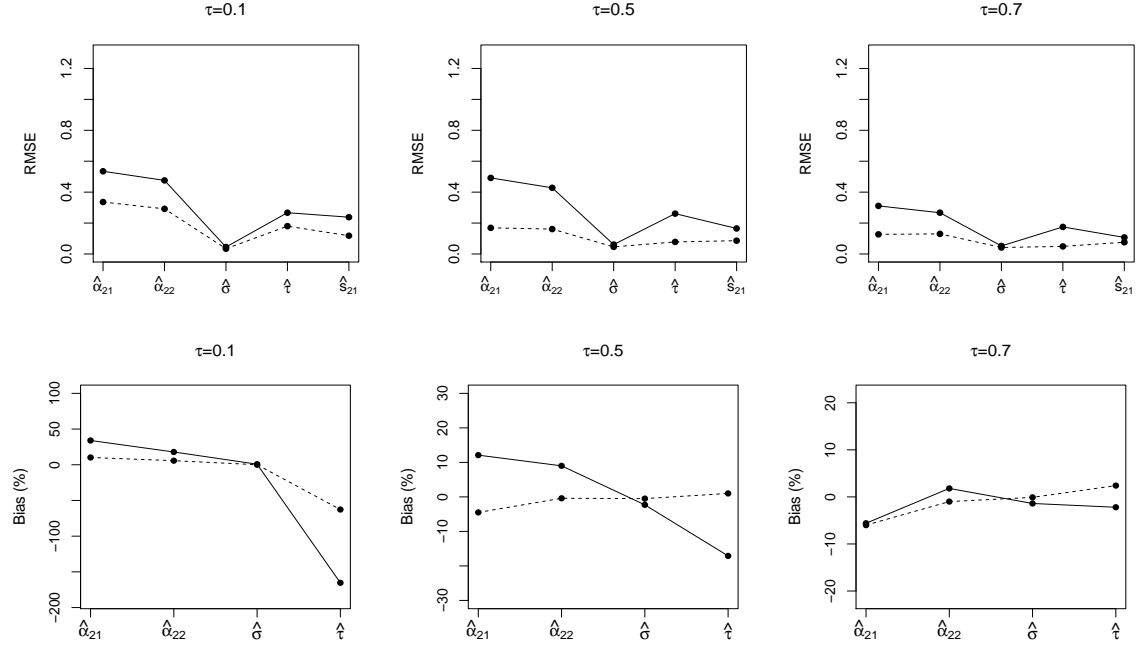 τ=0.1
RMSE
0.0 0.4 0.8 1.2
α̂21 α̂22 σ̂ τ̂ ŝ21
τ=0.5
RMSE
0.0 0.4 0.8 1.2
α̂21 α̂22 σ̂ τ̂ ŝ21
τ=0.7
RMSE
0.0 0.4 0.8 1.2
α̂21 α̂22 σ̂ τ̂ ŝ21
τ=0.1
Bias (%)
−200 −100 0 50 100
α̂21 α̂22 σ̂ τ̂
τ=0.5
Bias (%)
−30 −10 0 10 20 30
α̂21 α̂22 σ̂ τ̂
τ=0.7
Bias (%)
−20 −10 0 10 20
α̂21 α̂22 σ̂ τ̂